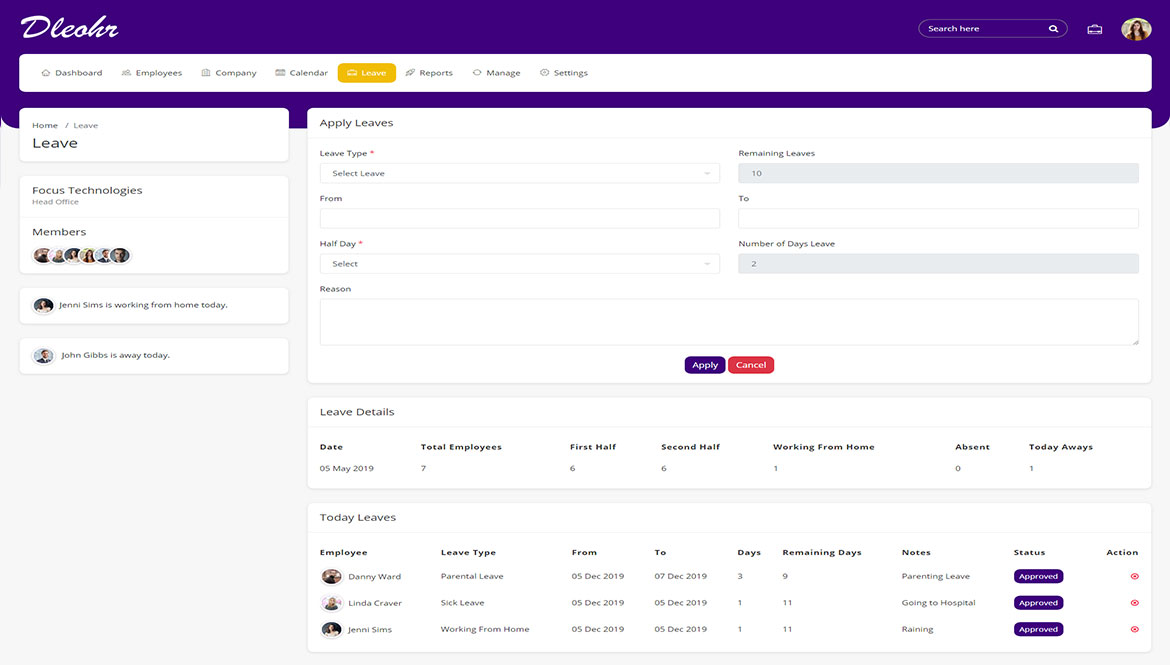 Dleohr
Search here
Dashboard Employees Company Calendar Leave Reports Manage Settings
Home / Leave
Leave
Focus Technologies
Head Office
Members
Jenni Sims is working from home today.
John Gibbs is away today.
Apply Leaves
Leave Type * Remaining Leaves
Select Leave 10
From To
Half Day * Number of Days Leave
Select 2
Reason
Apply Cancel
Leave Details
Date Total Employees First Half Second Half Working From Home Absent Today Aways
05 May 2019 7 6 6 1 0 1
Today Leaves
Employee Leave Type From To Days Remaining Days Notes Status Action
Danny Ward Parental Leave 05 Dec 2019 07 Dec 2019 3 9 Parenting Leave Approved
Linda Craver Sick Leave 05 Dec 2019 05 Dec 2019 1 11 Going to Hospital Approved
Jenni Sims Working From Home 05 Dec 2019 05 Dec 2019 1 11 Raining Approved